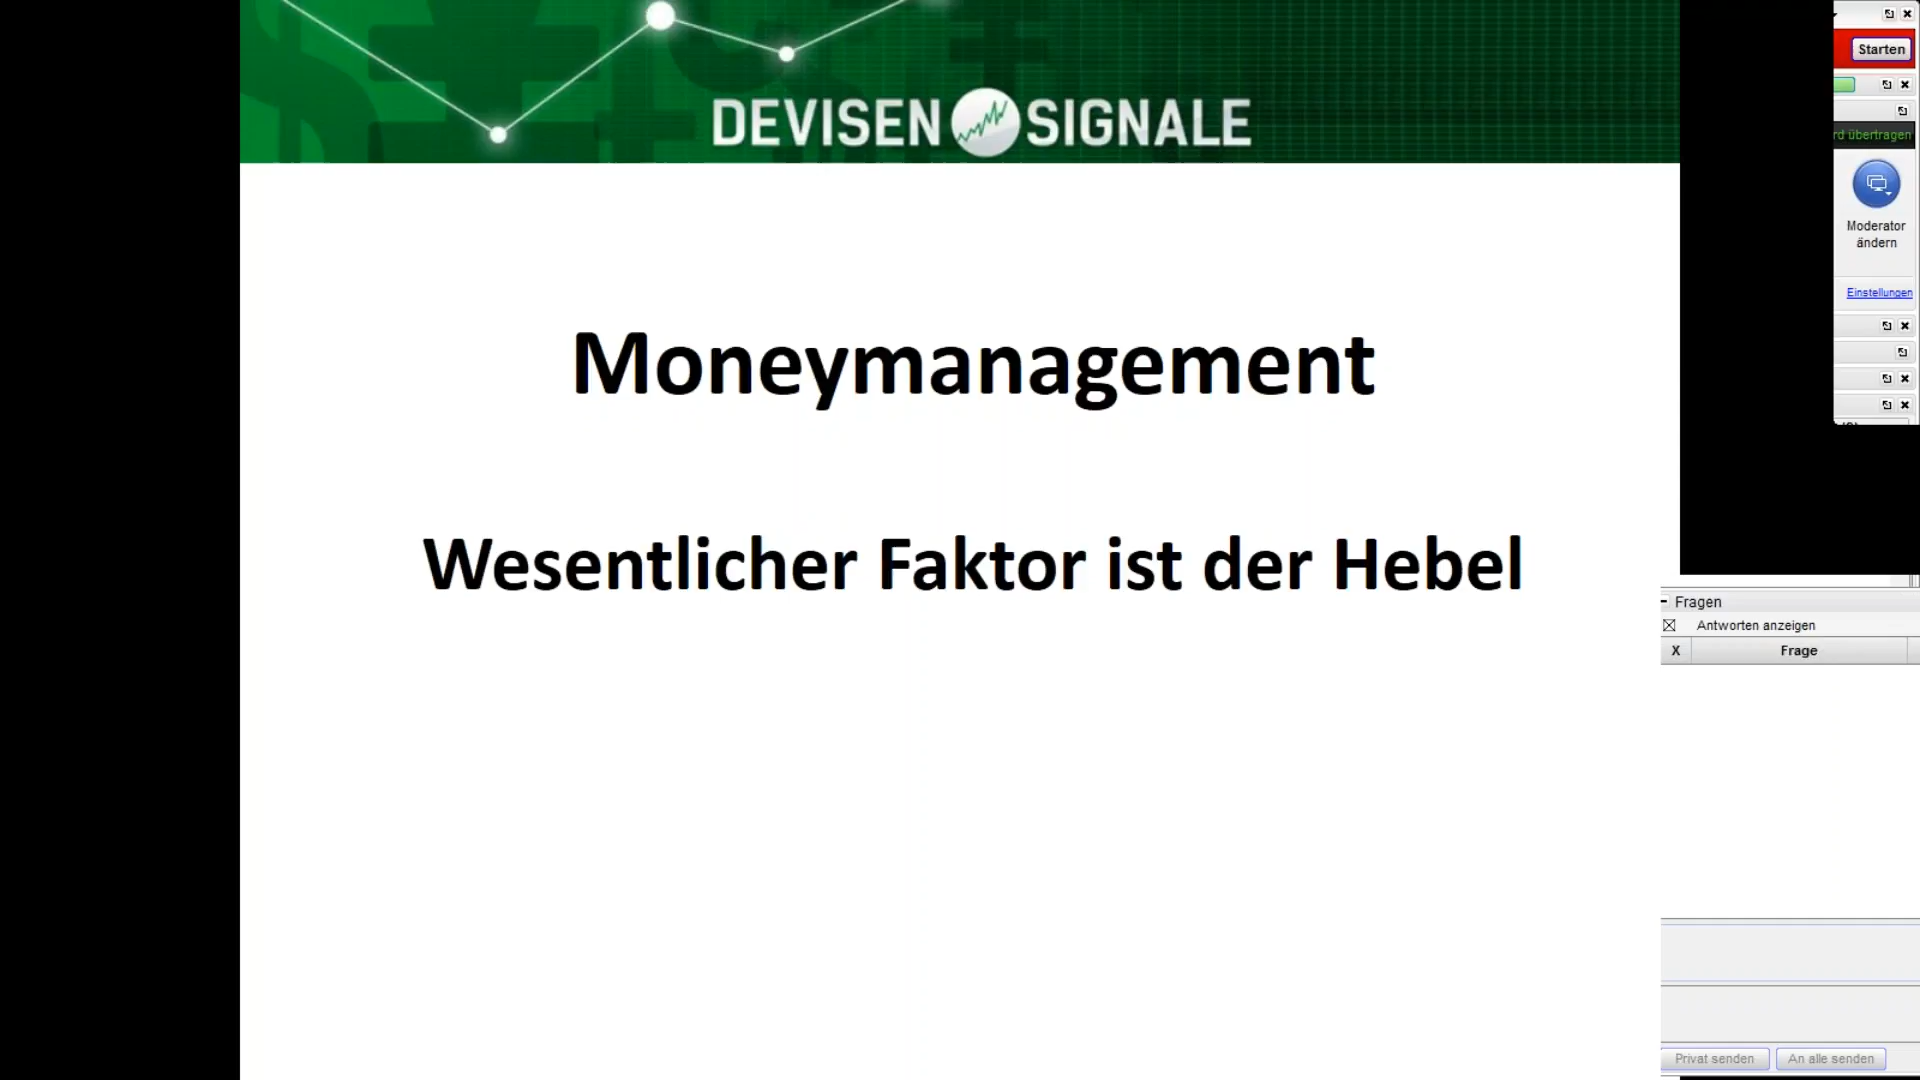 DEVISEN SIGNALE
Moneymanagement
Wesentlicher Faktor ist der Hebel
Starten
rd übertragen
Moderator
ändern
Einstellungen
Fragen
Antworten anzeigen
X Frage
Privat senden An alle senden